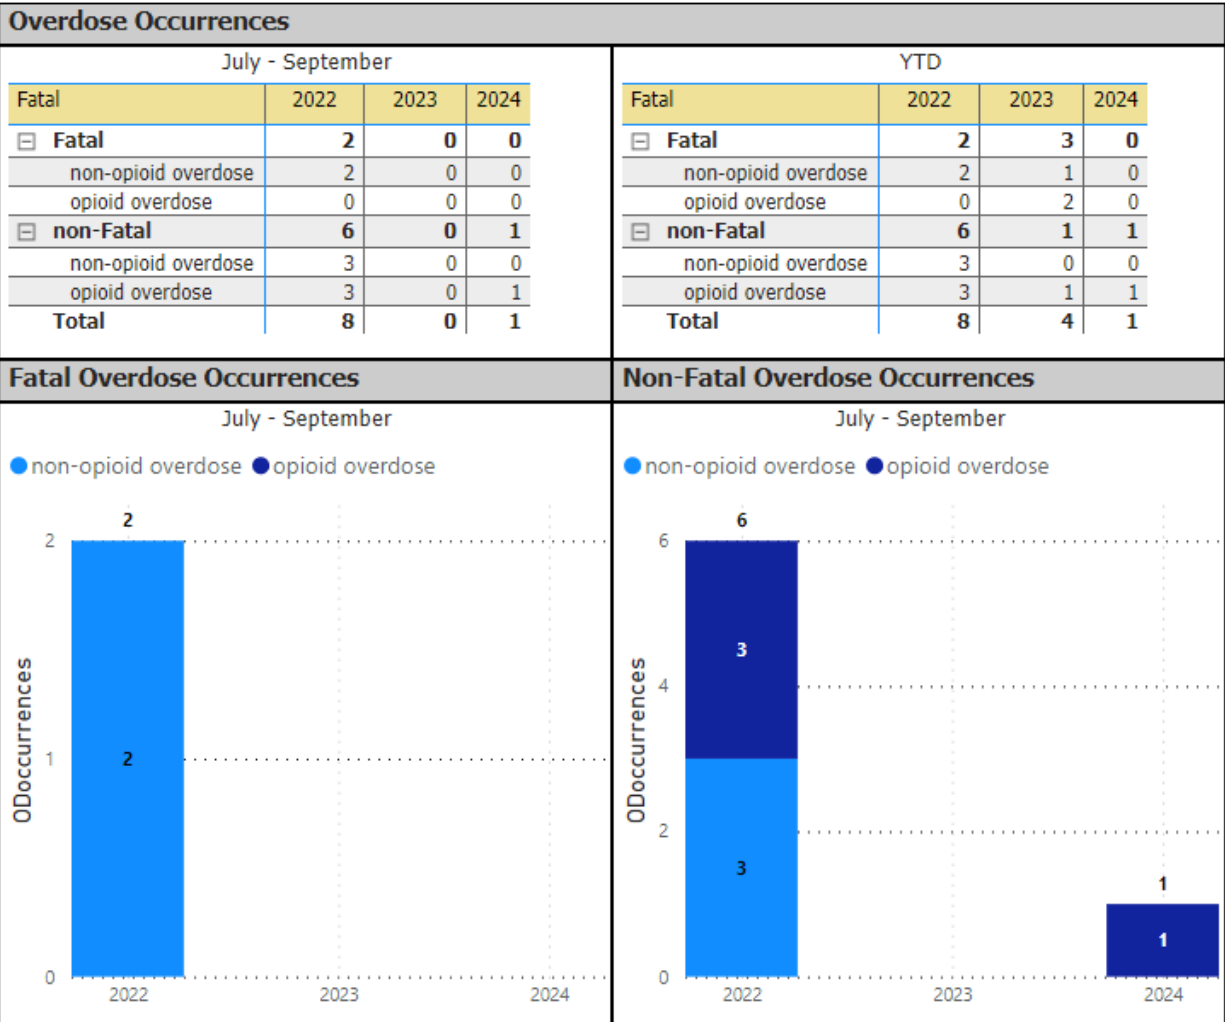 Overdose Occurrences
July - September
Fatal 2022 2023 2024
Fatal 2 0 0
non-opioid overdose 2 0 0
opioid overdose 0 0 0
non-Fatal 6 0 1
non-opioid overdose 3 0 0
opioid overdose 3 0 1
Total 8 0 1
YTD
Fatal 2022 2023 2024
Fatal 2 3 0
non-opioid overdose 2 1 0
opioid overdose 0 2 0
non-Fatal 6 1 1
non-opioid overdose 3 0 0
opioid overdose 3 1 1
Total 8 4 1
Fatal Overdose Occurrences
July - September
non-opioid overdose opioid overdose
2
2
1
2
0
ODoccurrences
2022 2023 2024
Non-Fatal Overdose Occurrences
July - September
non-opioid overdose opioid overdose
6
6
3
4
2
3
1
1
0
ODoccurrences
2022 2023 2024